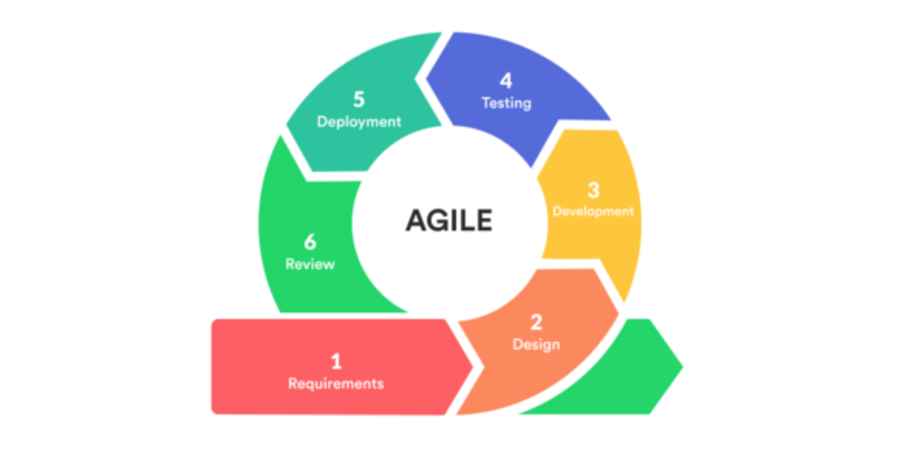 AGILE
1
Requirements
2
Design
3
Development
4
Testing
5
Deployment
6
Review